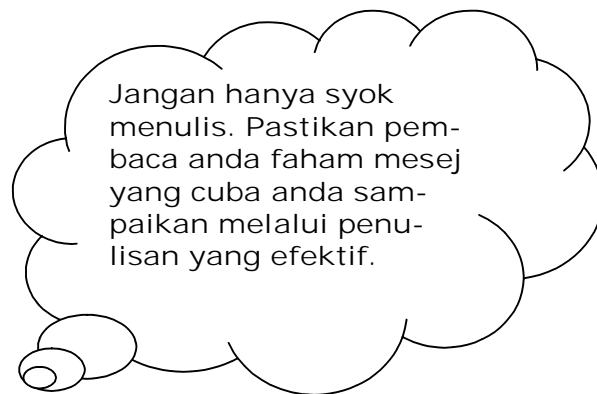 Jangan hanya syok
menulis. Pastikan pem-
baca anda faham mesej
yang cuba anda sam-
paikan melalui penu-
lisan yang efektif.